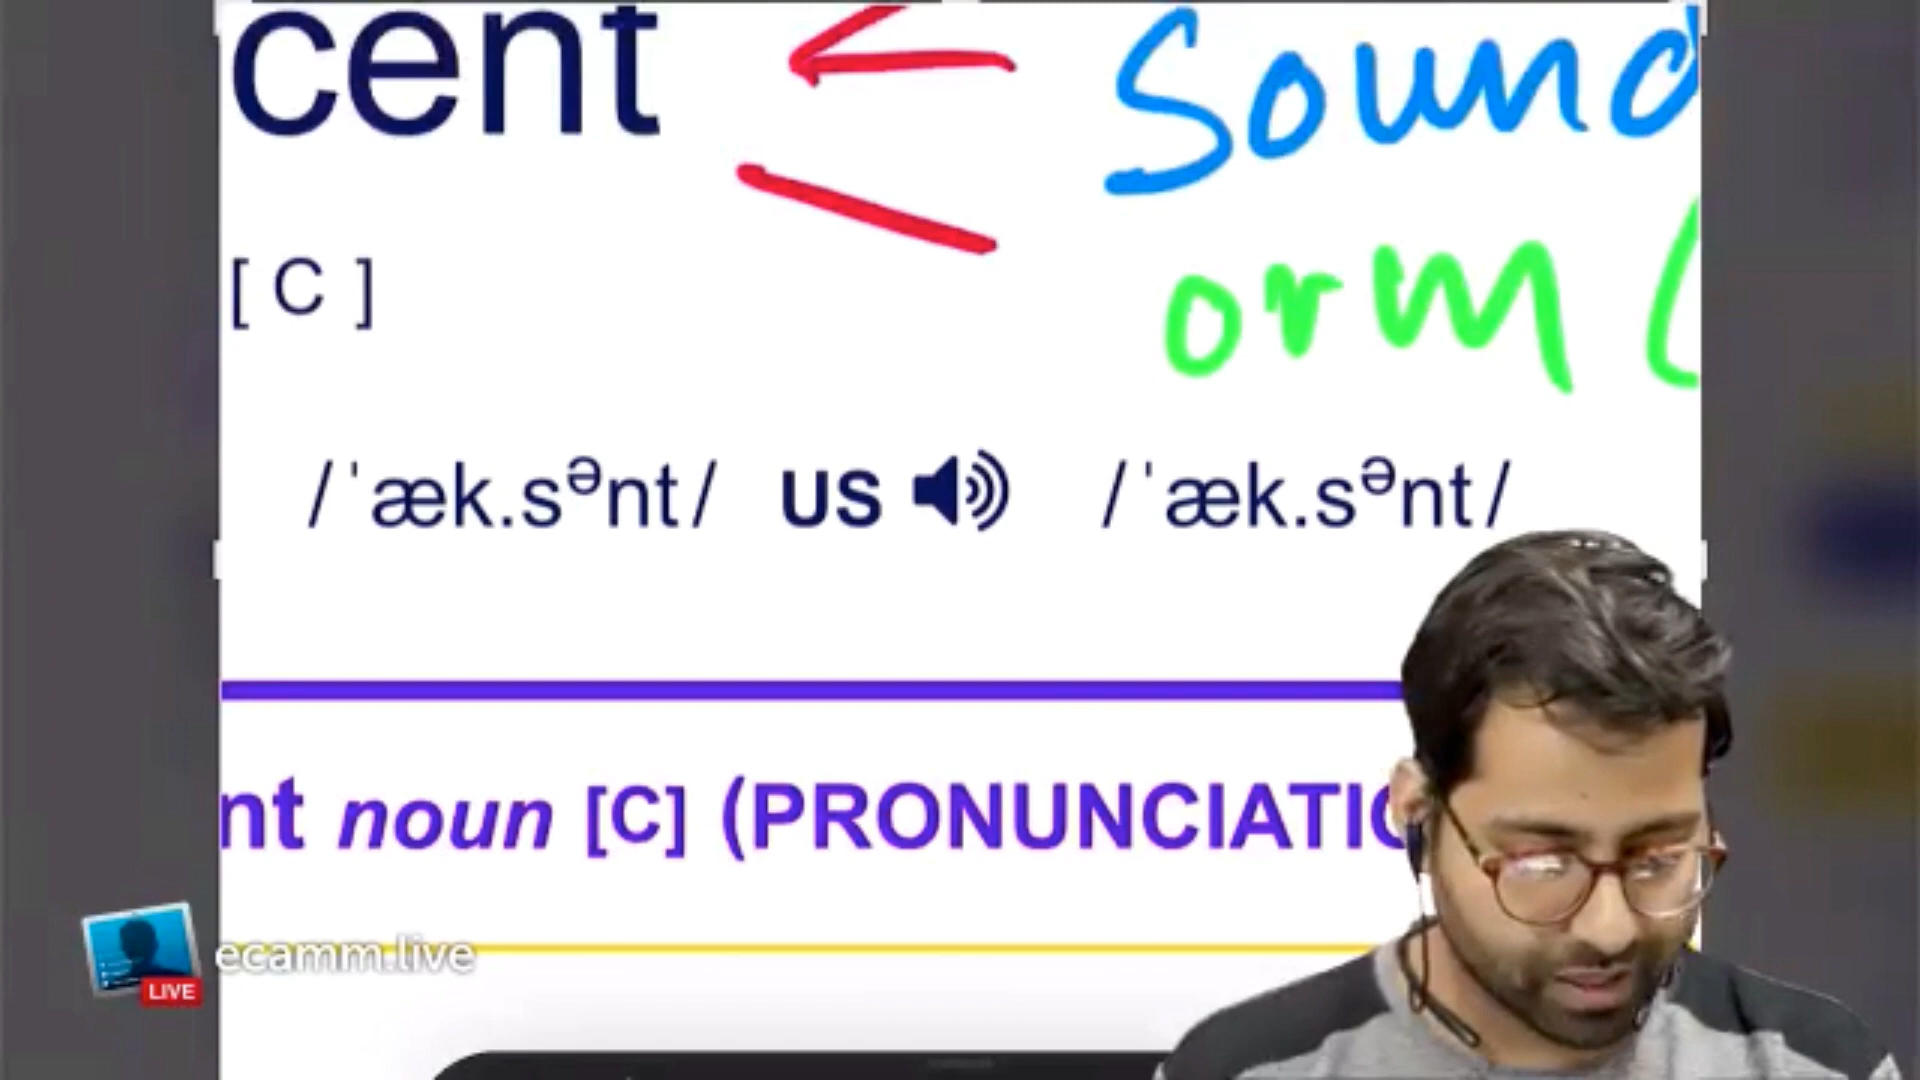 cent Sound
[ C ] orm (
/ˈæk.sᵊnt/ US /ˈæk.sᵊnt/
nt noun [C] (PRONUNCIATIO
ecamm.live
LIVE